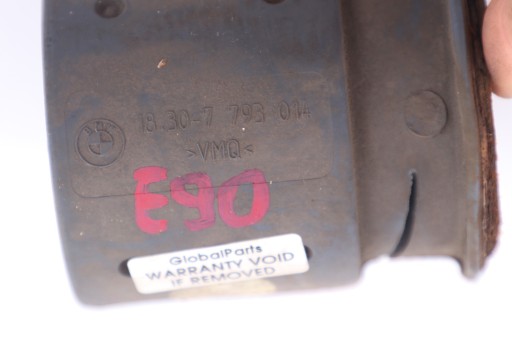 18.30-7 793 014
>VMQ<
E90
GlobalParts
WARRANTY VOID
IF REMOVED